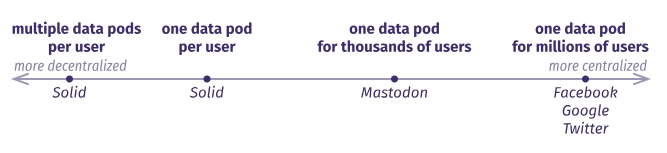 multiple data pods
per user
one data pod
per user
one data pod
for thousands of users
one data pod
for millions of users
more decentralized
more centralized
Solid
Solid
Mastodon
Facebook
Google
Twitter